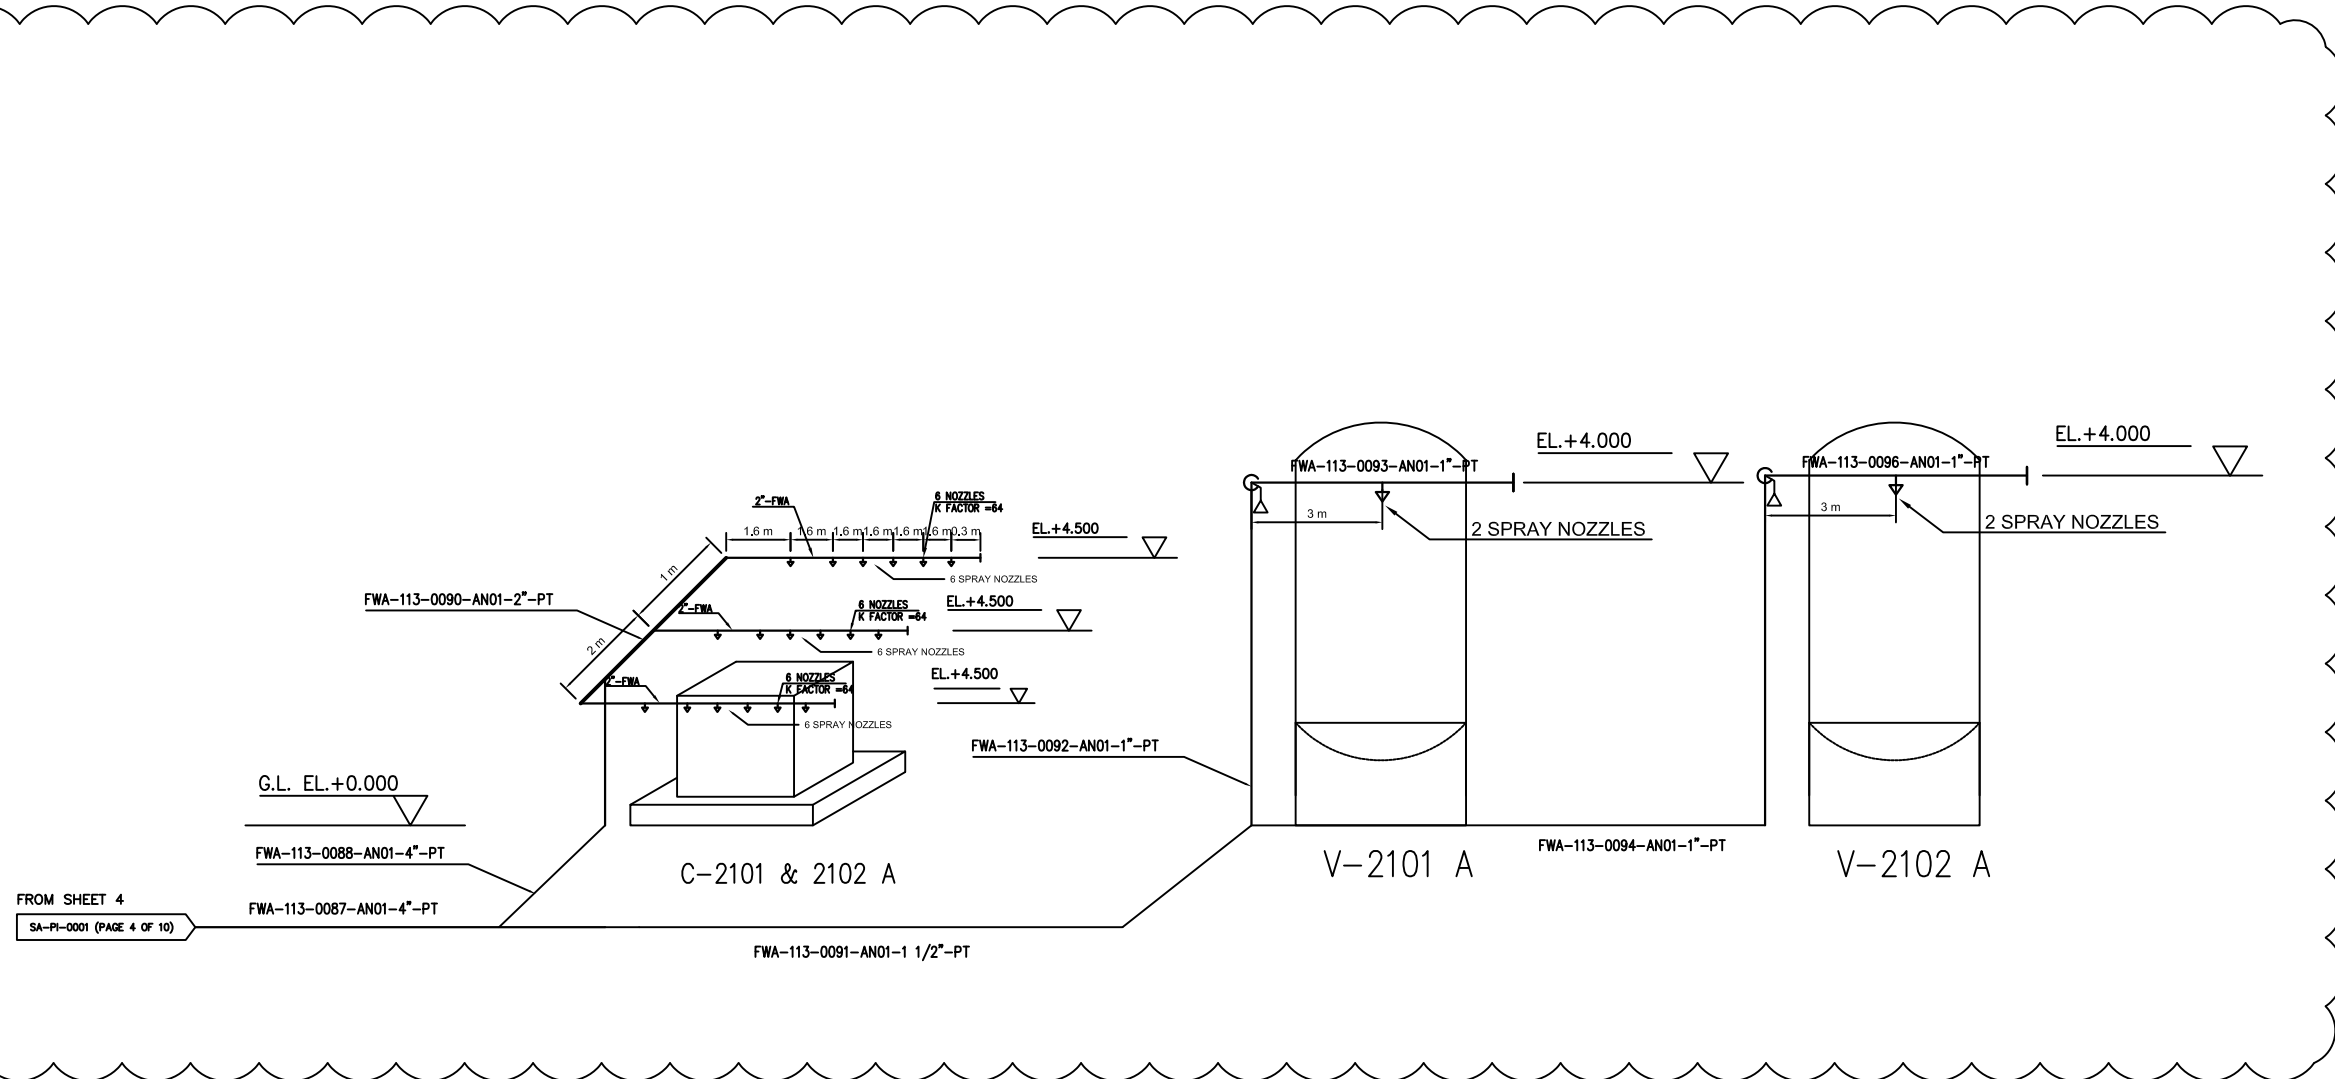 EL.+4.000
EL.+4.000
FWA-113-0093-AN01-1"-PT
FWA-113-0096-AN01-1"-PT
3 m
2 SPRAY NOZZLES
3 m
2 SPRAY NOZZLES
2"-FWA
6 NOZZLES
K FACTOR =64
1.6 m
1.6 m
1.6 m
1.6 m
1.6 m
1.6 m
0.3 m
EL.+4.500
6 SPRAY NOZZLES
1 m
FWA-113-0090-AN01-2"-PT
2"-FWA
6 NOZZLES
K FACTOR =64
EL.+4.500
2 m
6 SPRAY NOZZLES
2"-FWA
6 NOZZLES
K FACTOR =64
EL.+4.500
6 SPRAY NOZZLES
FWA-113-0092-AN01-1"-PT
G.L. EL.+0.000
FWA-113-0088-AN01-4"-PT
C-2101 & 2102 A
V-2101 A
FWA-113-0094-AN01-1"-PT
V-2102 A
FROM SHEET 4
SA-PI-0001 (PAGE 4 OF 10)
FWA-113-0087-AN01-4"-PT
FWA-113-0091-AN01-1 1/2"-PT